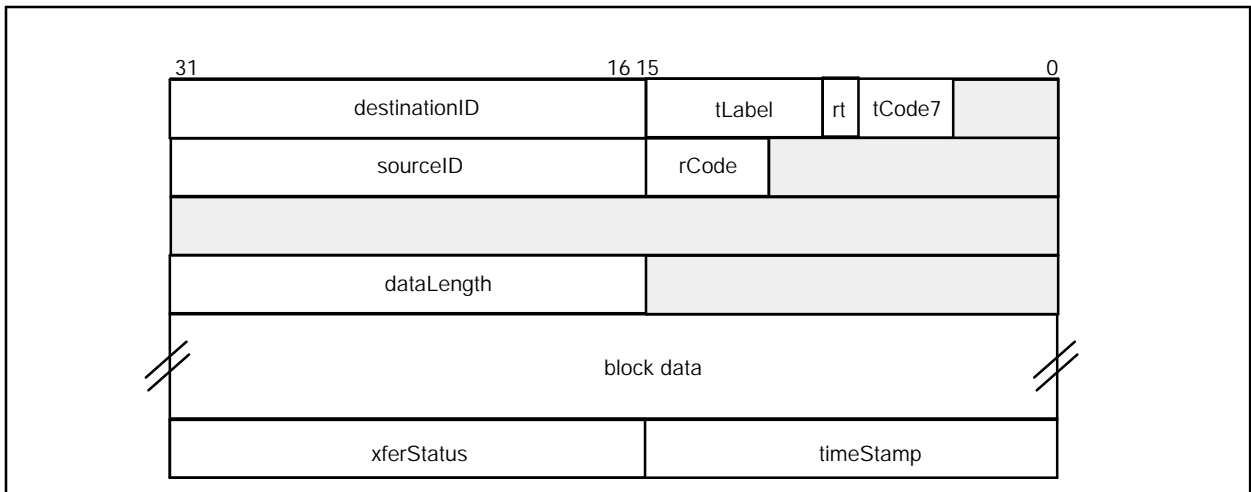 31 16 15 0
destinationID tLabel rt tCode7
sourceID rCode
dataLength
block data
xferStatus timeStamp